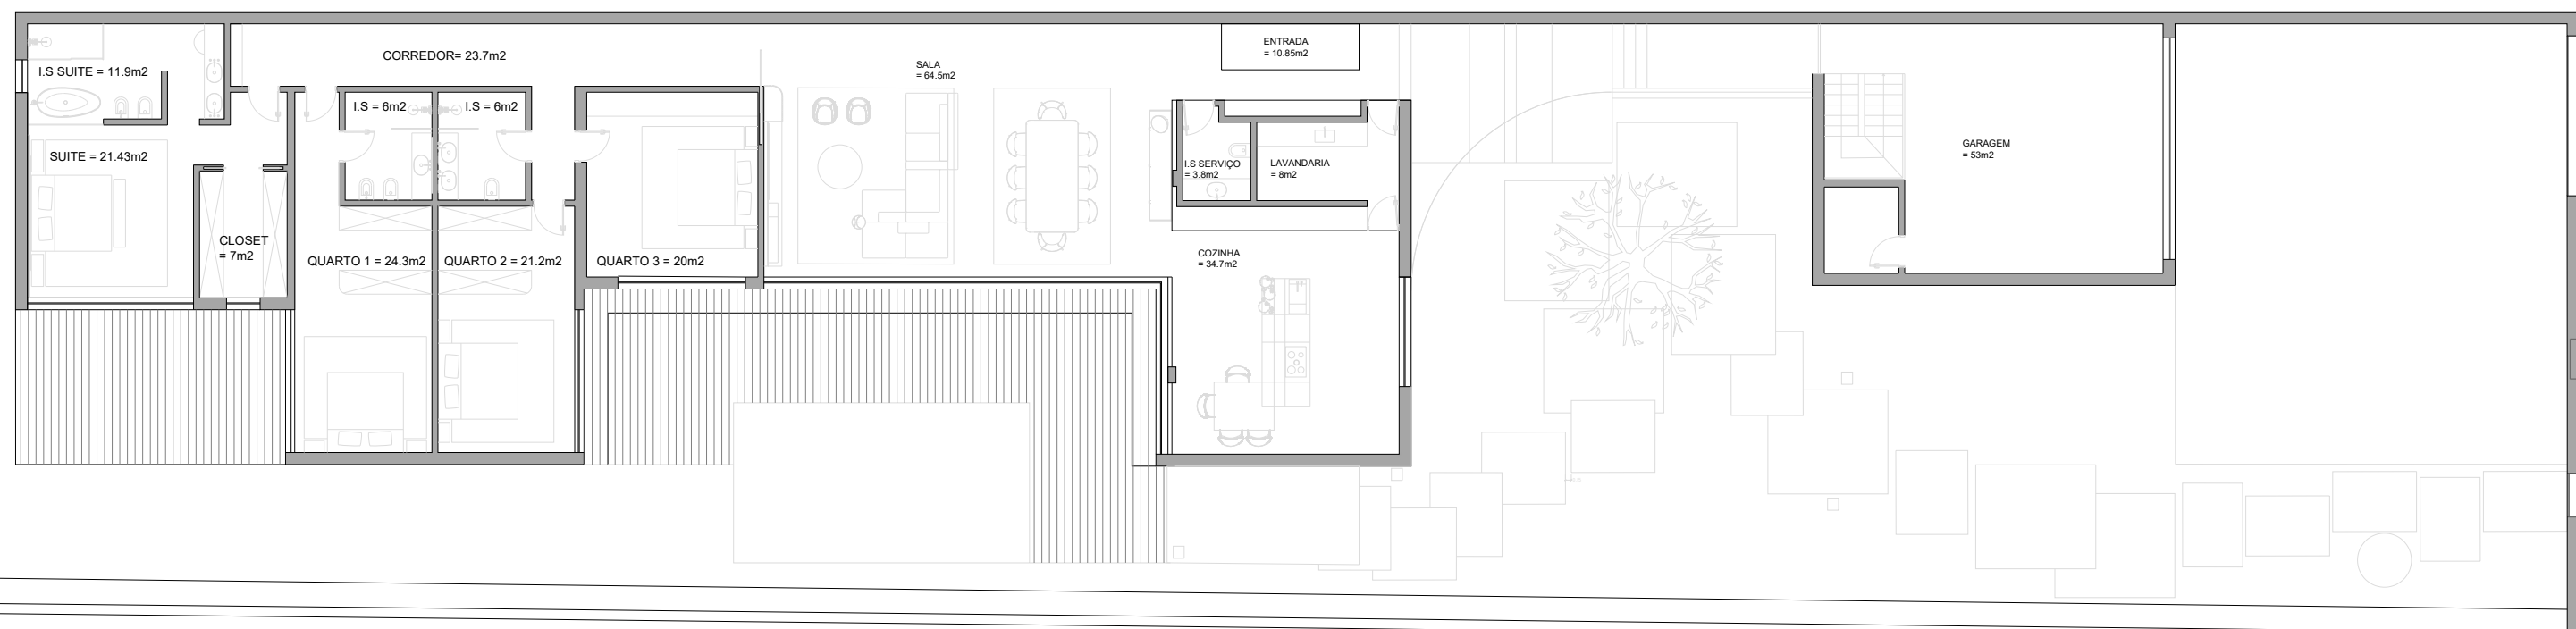 CORREDOR= 23.7m2
ENTRADA
= 10.85m2
SALA
= 64.5m2
I.S SUITE = 11.9m2
I.S = 6m2
I.S = 6m2
GARAGEM
= 53m2
SUITE = 21.43m2
I.S SERVIÇO
= 3.8m2
LAVANDARIA
= 8m2
CLOSET
= 7m2
QUARTO 1 = 24.3m2
QUARTO 2 = 21.2m2
QUARTO 3 = 20m2
COZINHA
= 34.7m2